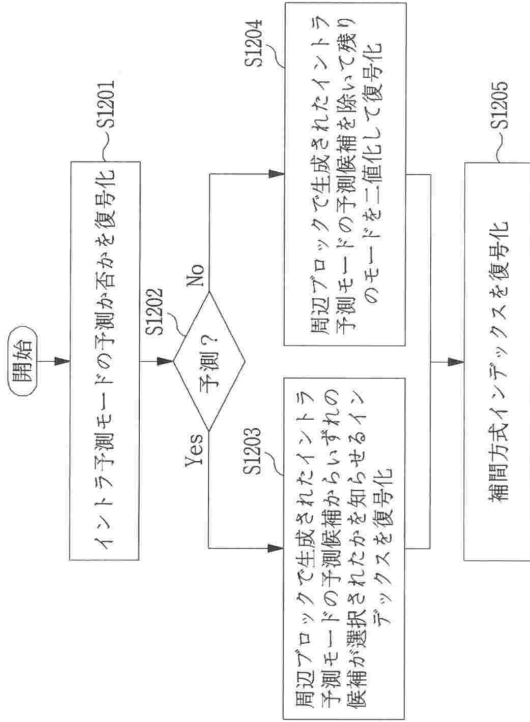 開始
イントラ予測モードの予測か否かを復号化
S1201
予測？
S1202
Yes
No
周辺ブロックで生成されたイントラ
予測モードの予測候補からいずれの
候補が選択されたかを知らせるイン
デックスを復号化
S1203
周辺ブロックで生成されたイントラ
予測モードの予測候補を除いて残り
のモードを二値化して復号化
S1204
補間方式インデックスを復号化
S1205